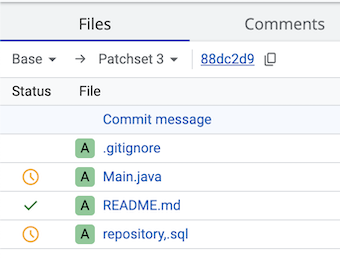 Files Comments
Base → Patchset 3 88dc2d9
Status File
Commit message
A .gitignore
A Main.java
A README.md
A repository,.sql